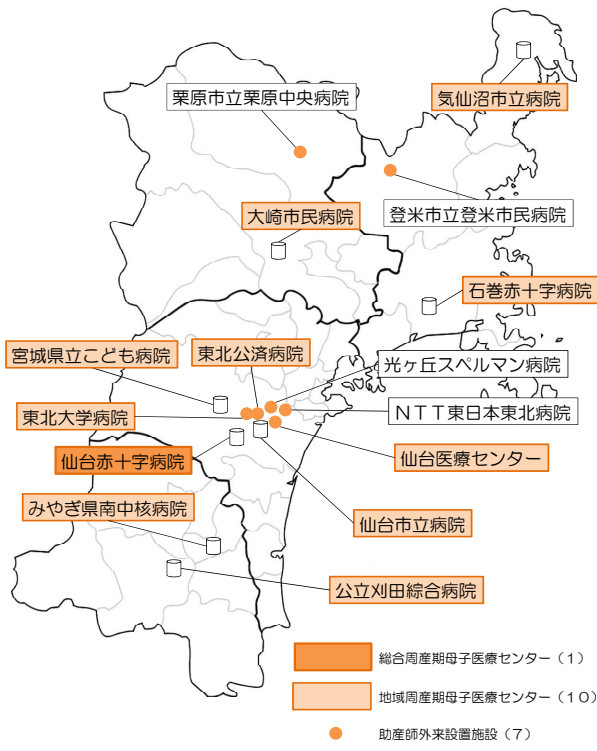 栗原市立栗原中央病院
気仙沼市立病院
大崎市民病院
登米市立登米市民病院
石巻赤十字病院
宮城県立こども病院
東北公済病院
光ヶ丘スペルマン病院
東北大学病院
NTT東日本東北病院
仙台赤十字病院
仙台医療センター
みやぎ県南中核病院
仙台市立病院
公立刈田綜合病院
総合周産期母子医療センター(1)
地域周産期母子医療センター(10)
助産師外来設置施設(7)